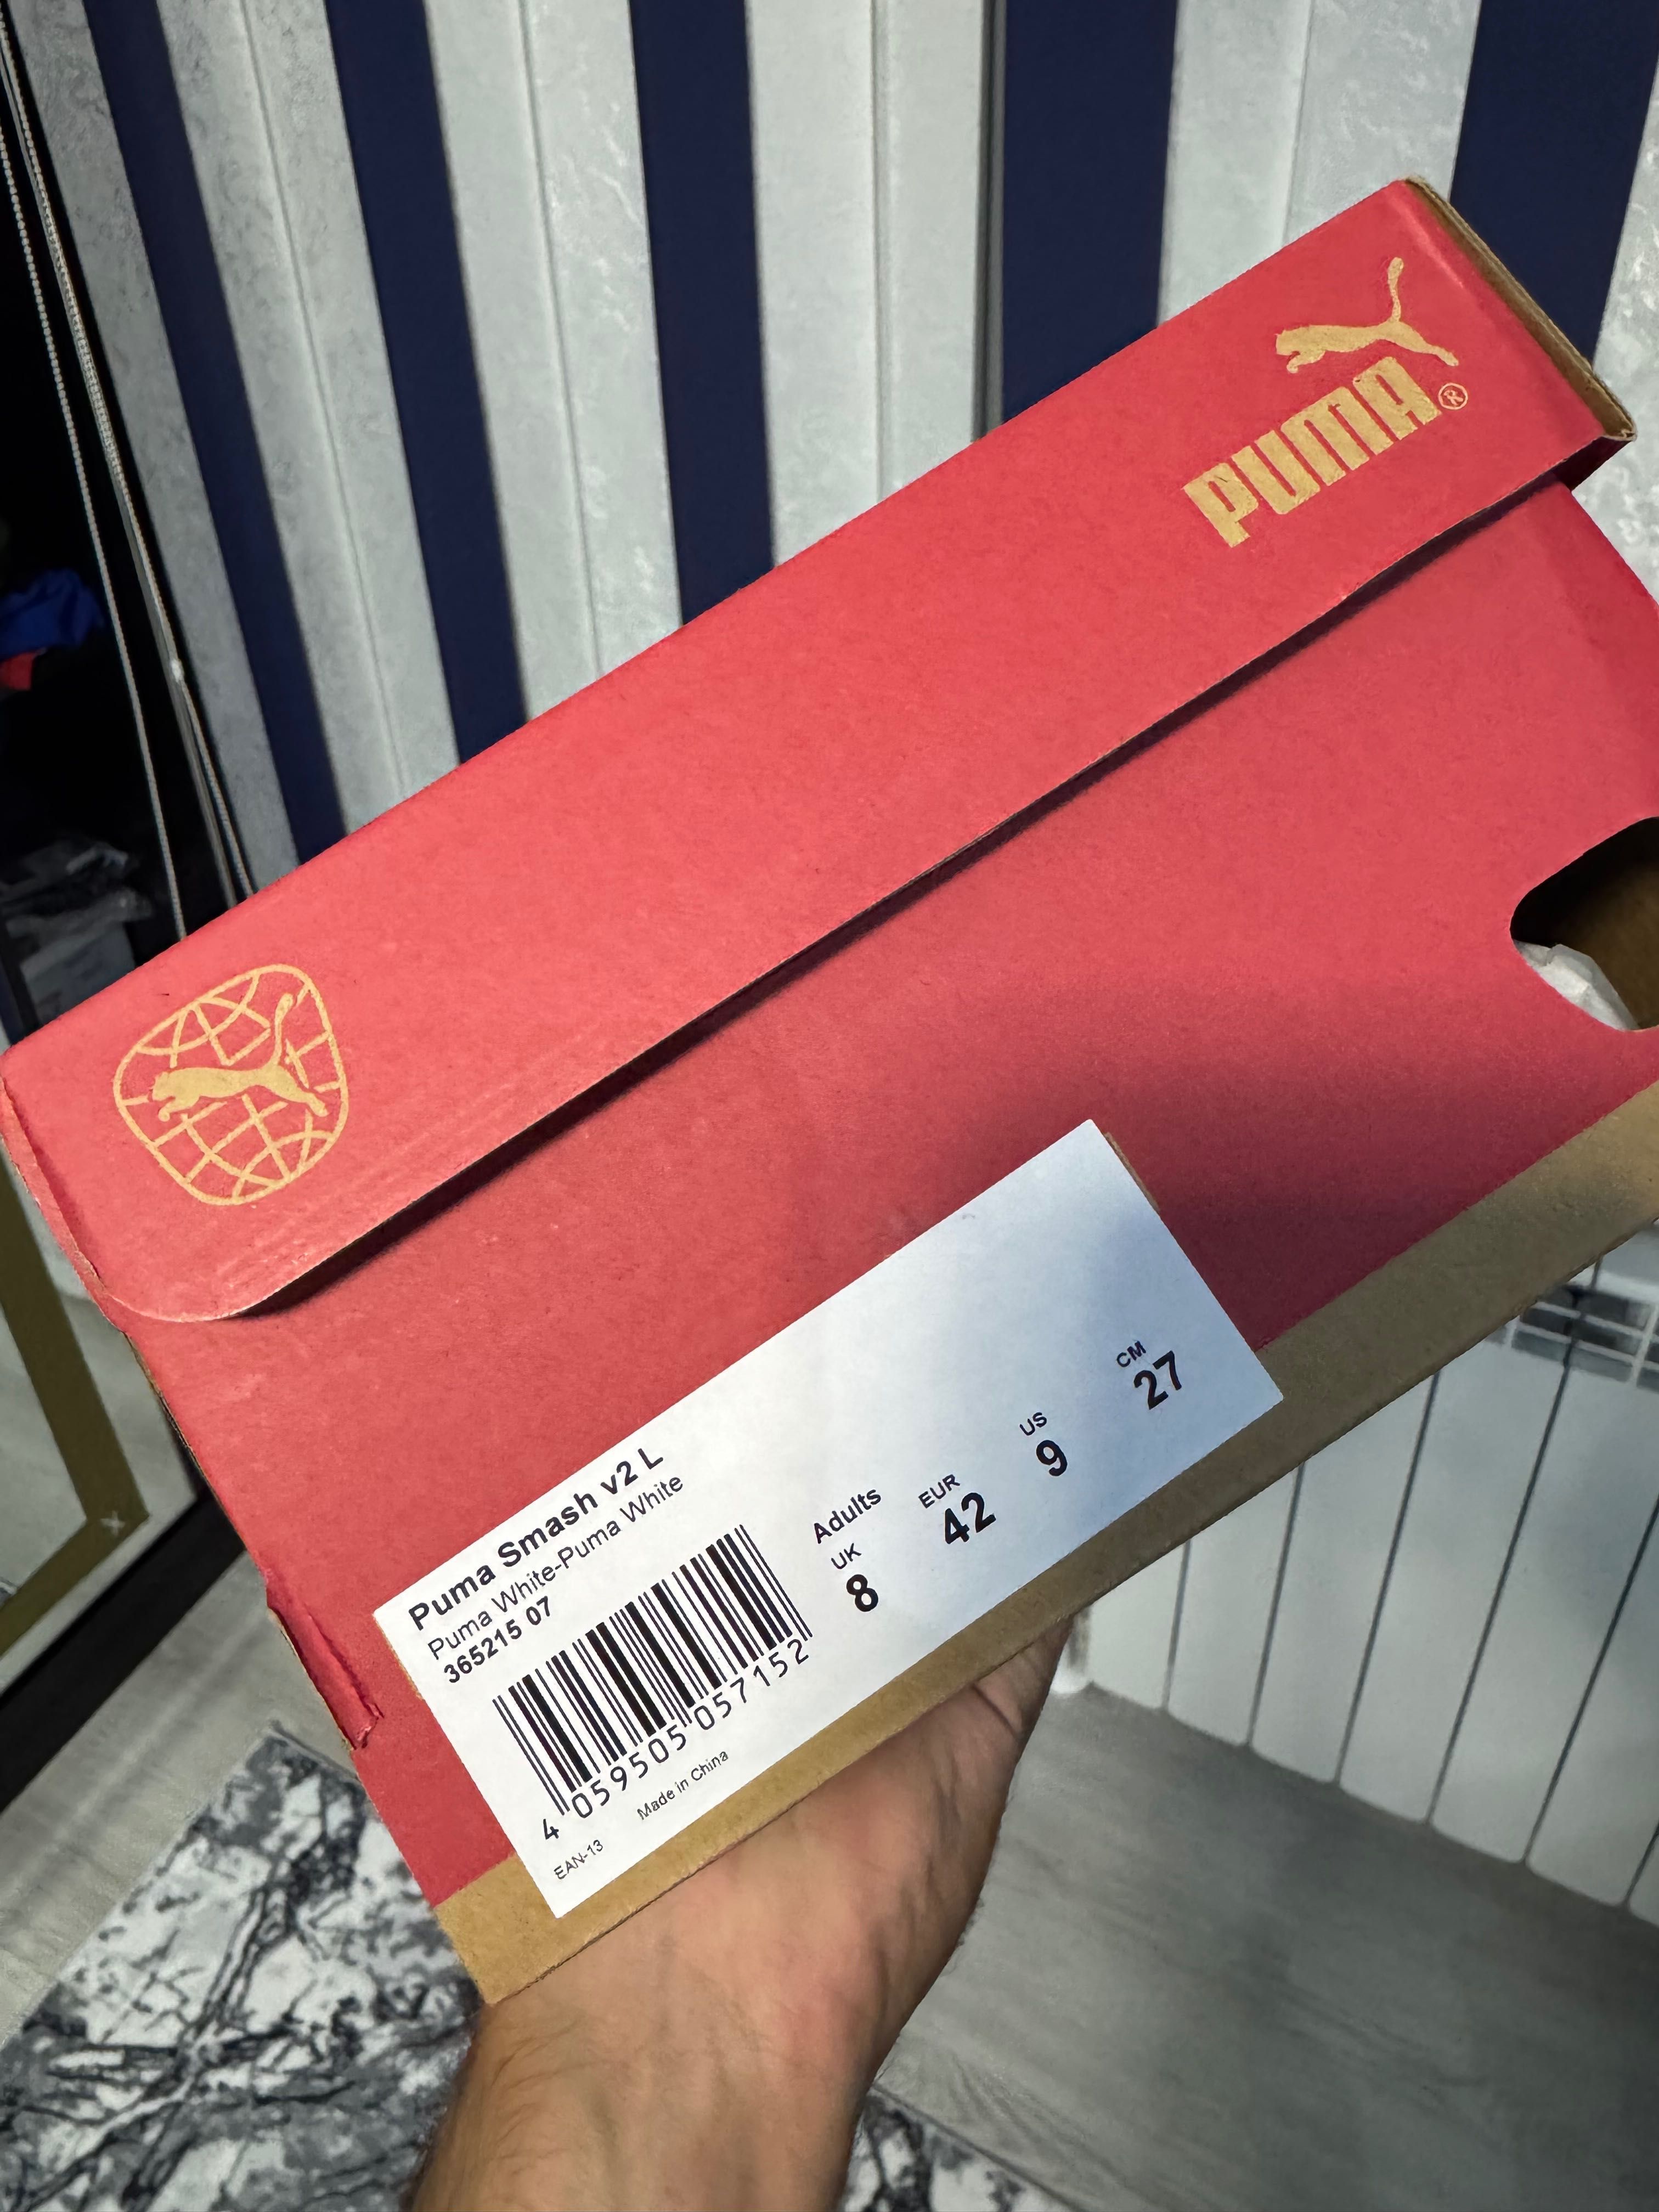 PUMA®
Puma Smash v2 L
Puma White-Puma White
365215 07
4 059505 057152
EAN-13 Made in China
Adults
UK EUR US CM
8 42 9 27